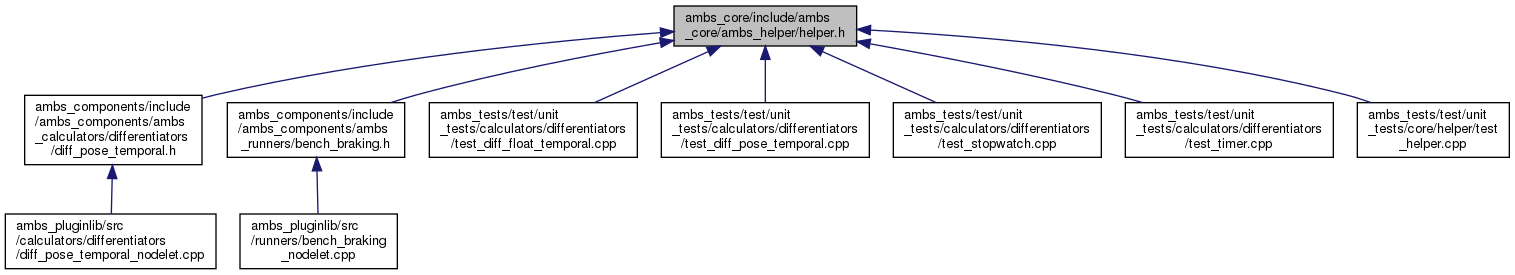 ambs_core/include/ambs
_core/ambs_helper/helper.h
ambs_components/include
/ambs_components/ambs
_calculators/differentiators
/diff_pose_temporal.h
ambs_components/include
/ambs_components/ambs
_runners/bench_braking.h
ambs_tests/test/unit
_tests/calculators/differentiators
/test_diff_float_temporal.cpp
ambs_tests/test/unit
_tests/calculators/differentiators
/test_diff_pose_temporal.cpp
ambs_tests/test/unit
_tests/calculators/differentiators
/test_stopwatch.cpp
ambs_tests/test/unit
_tests/calculators/differentiators
/test_timer.cpp
ambs_tests/test/unit
_tests/core/helper/test
_helper.cpp
ambs_pluginlib/src
/calculators/differentiators
/diff_pose_temporal_nodelet.cpp
ambs_pluginlib/src
/runners/bench_braking
_nodelet.cpp